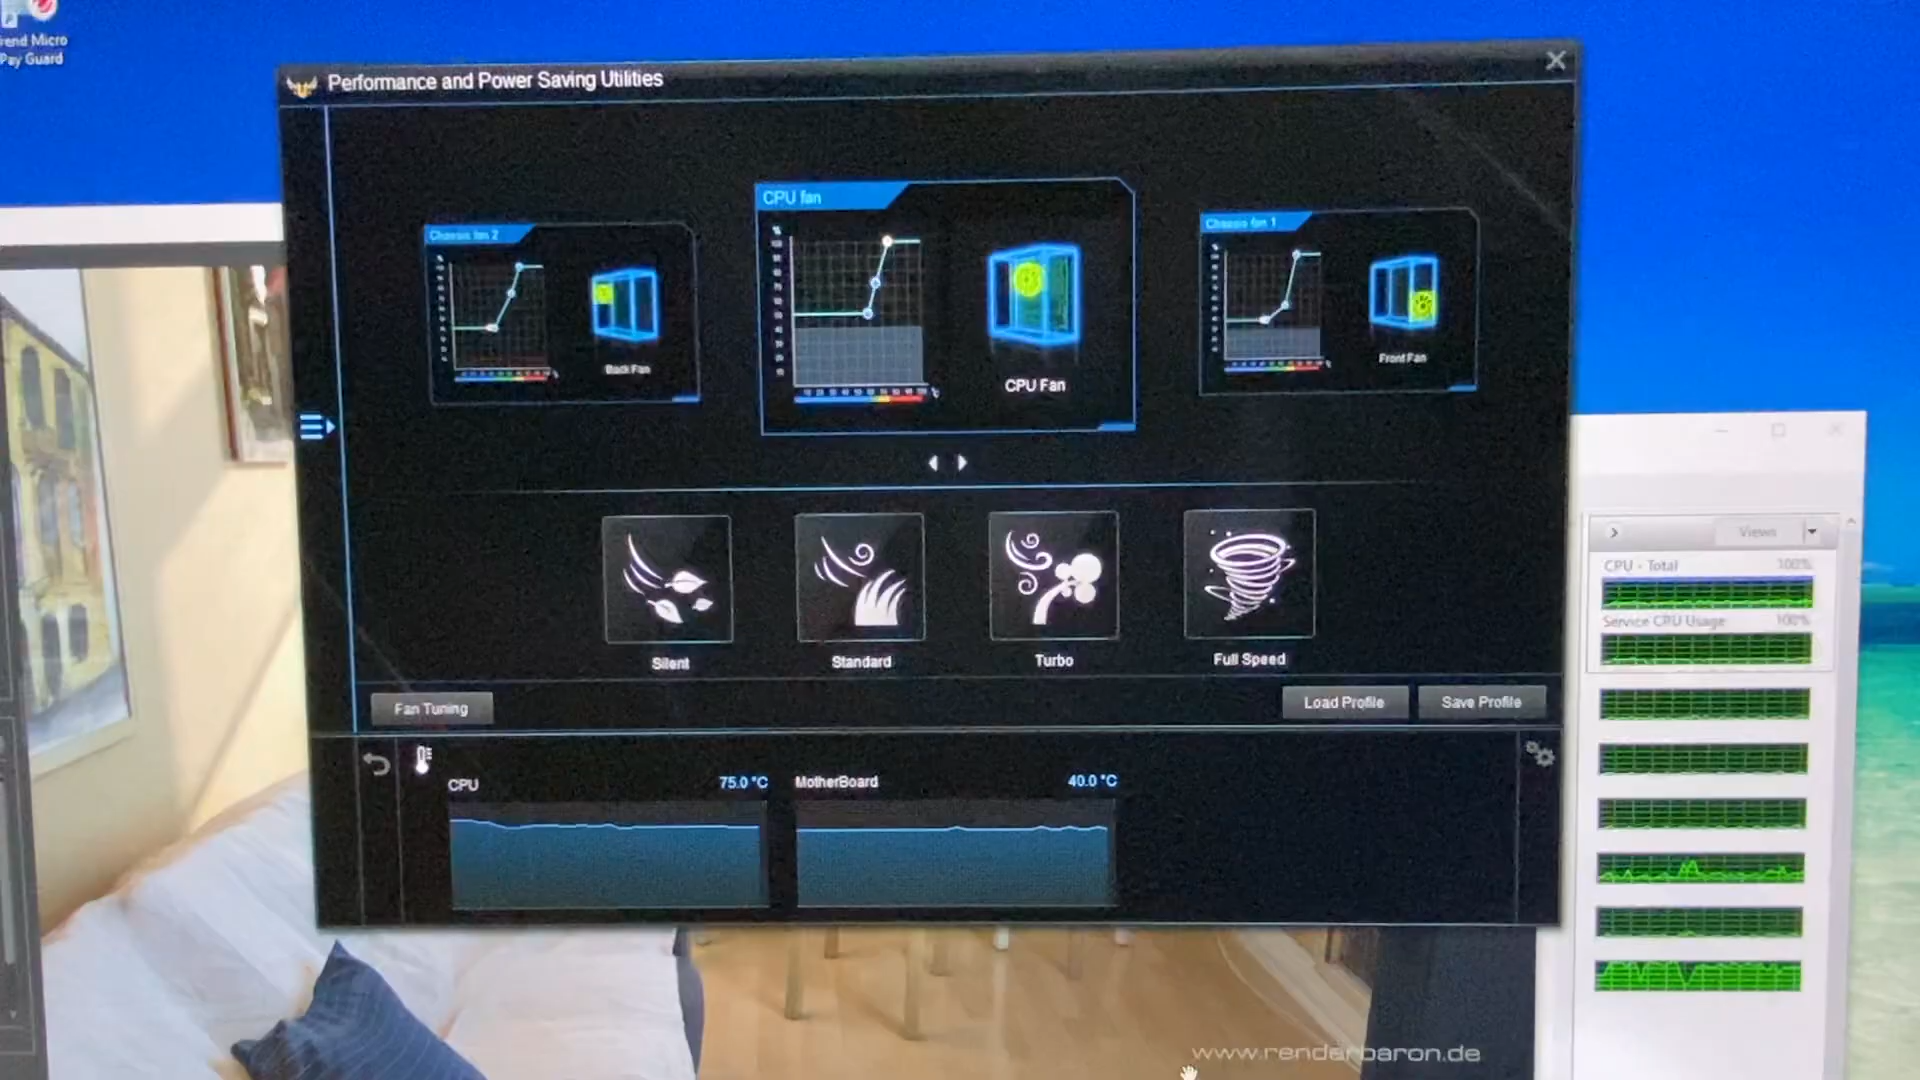 Trend Micro
Pay Guard
Performance and Power Saving Utilities
Chassis fan 2
Back Fan
CPU fan
CPU Fan
Chassis fan 1
Front Fan
Silent
Standard
Turbo
Full Speed
Fan Tuning
Load Profile
Save Profile
CPU
75.0 °C
MotherBoard
40.0 °C
Views
CPU - Total
100%
Service CPU Usage
100%
www.renderbaron.de